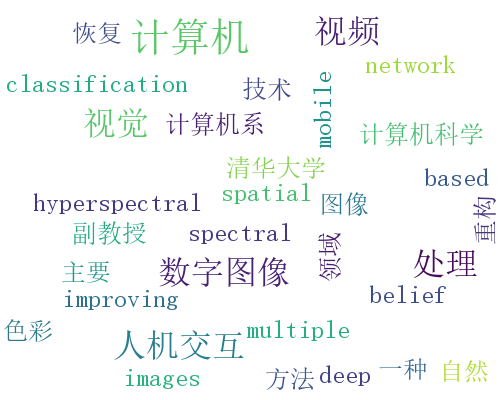 恢复
计算机
视频
classification
技术
mobile
network
视觉
计算机系
计算机科学
清华大学
spatial
based
hyperspectral
图像
重构
副教授
spectral
领域
主要
数字图像
处理
improving
belief
色彩
人机交互
multiple
images
方法
deep
一种
自然